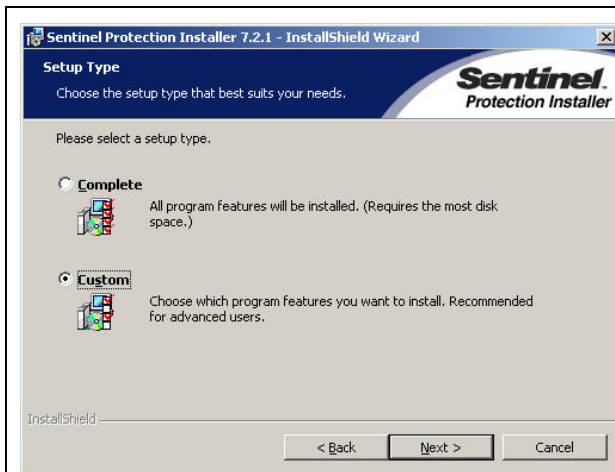 Sentinel Protection Installer 7.2.1 - InstallShield Wizard
Setup Type
Choose the setup type that best suits your needs.
Sentinel.
Protection Installer
Please select a setup type.
Complete
All program features will be installed. (Requires the most disk
space.)
Custom
Choose which program features you want to install. Recommended
for advanced users.
InstallShield
< Back
Next >
Cancel